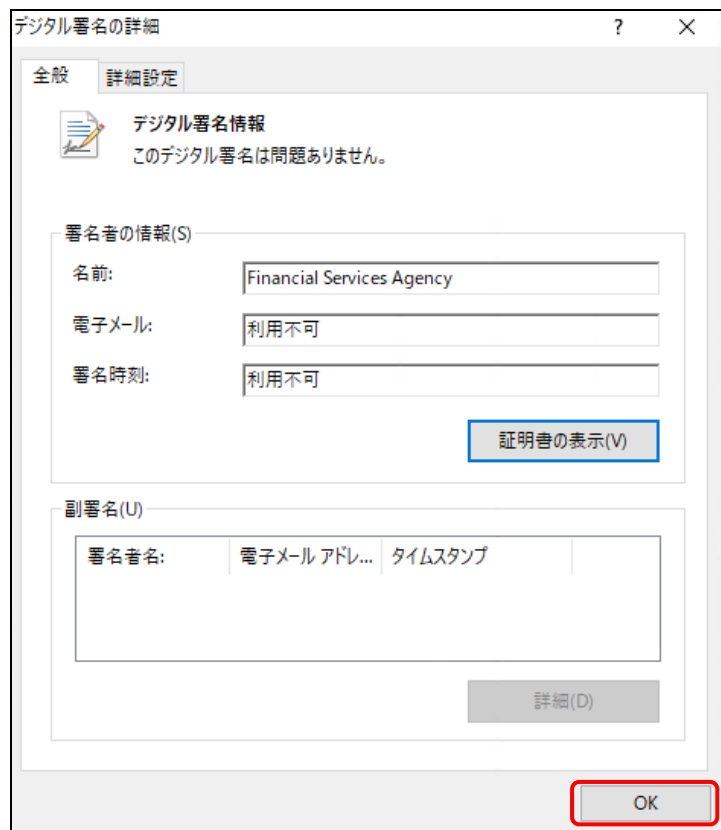 デジタル署名の詳細 ?
全般 詳細設定
デジタル署名情報
このデジタル署名は問題ありません。
署名者の情報(S)
名前: Financial Services Agency
電子メール: 利用不可
署名時刻: 利用不可
証明書の表示(V)
副署名(U)
署名者名: 電子メール アドレ... タイムスタンプ
詳細(D)
OK